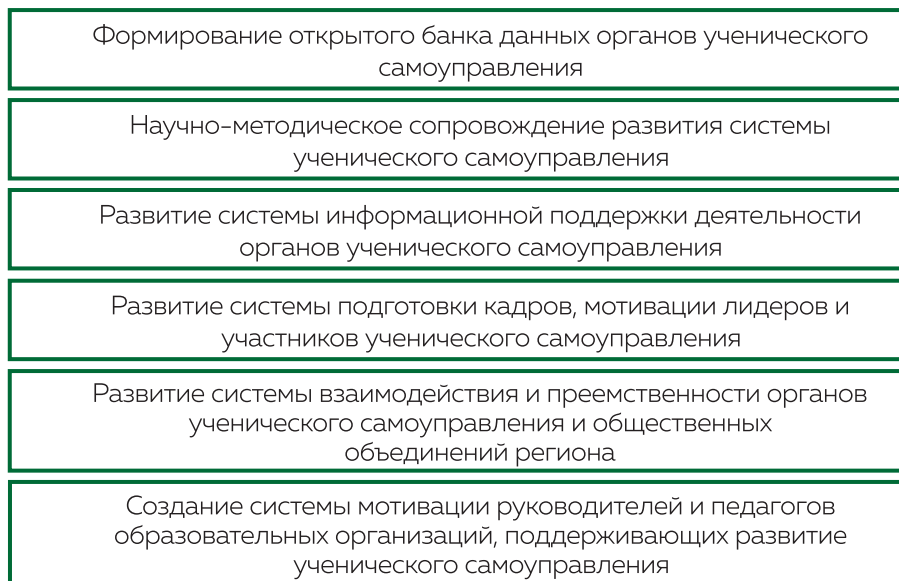 Формирование открытого банка данных органов ученического
самоуправления
Научно-методическое сопровождение развития системы
ученического самоуправления
Развитие системы информационной поддержки деятельности
органов ученического самоуправления
Развитие системы подготовки кадров, мотивации лидеров и
участников ученического самоуправления
Развитие системы взаимодействия и преемственности органов
ученического самоуправления и общественных
объединений региона
Создание системы мотивации руководителей и педагогов
образовательных организаций, поддерживающих развитие
ученического самоуправления